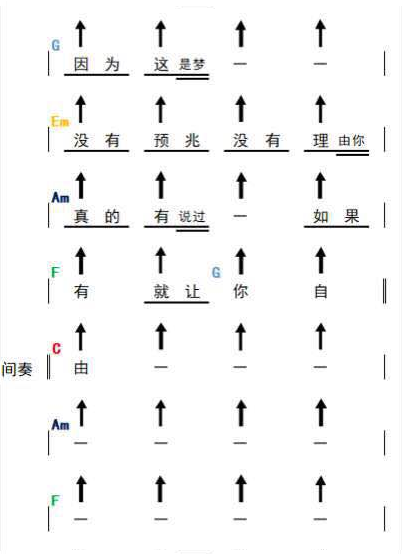 G
因为 这是梦 — —
Em
没有 预兆 没有 理由你
Am
真的 有说过 — 如果
F G
有 就让 你 自
C
间奏 由 — — —
Am
— — — —
F
— — — —